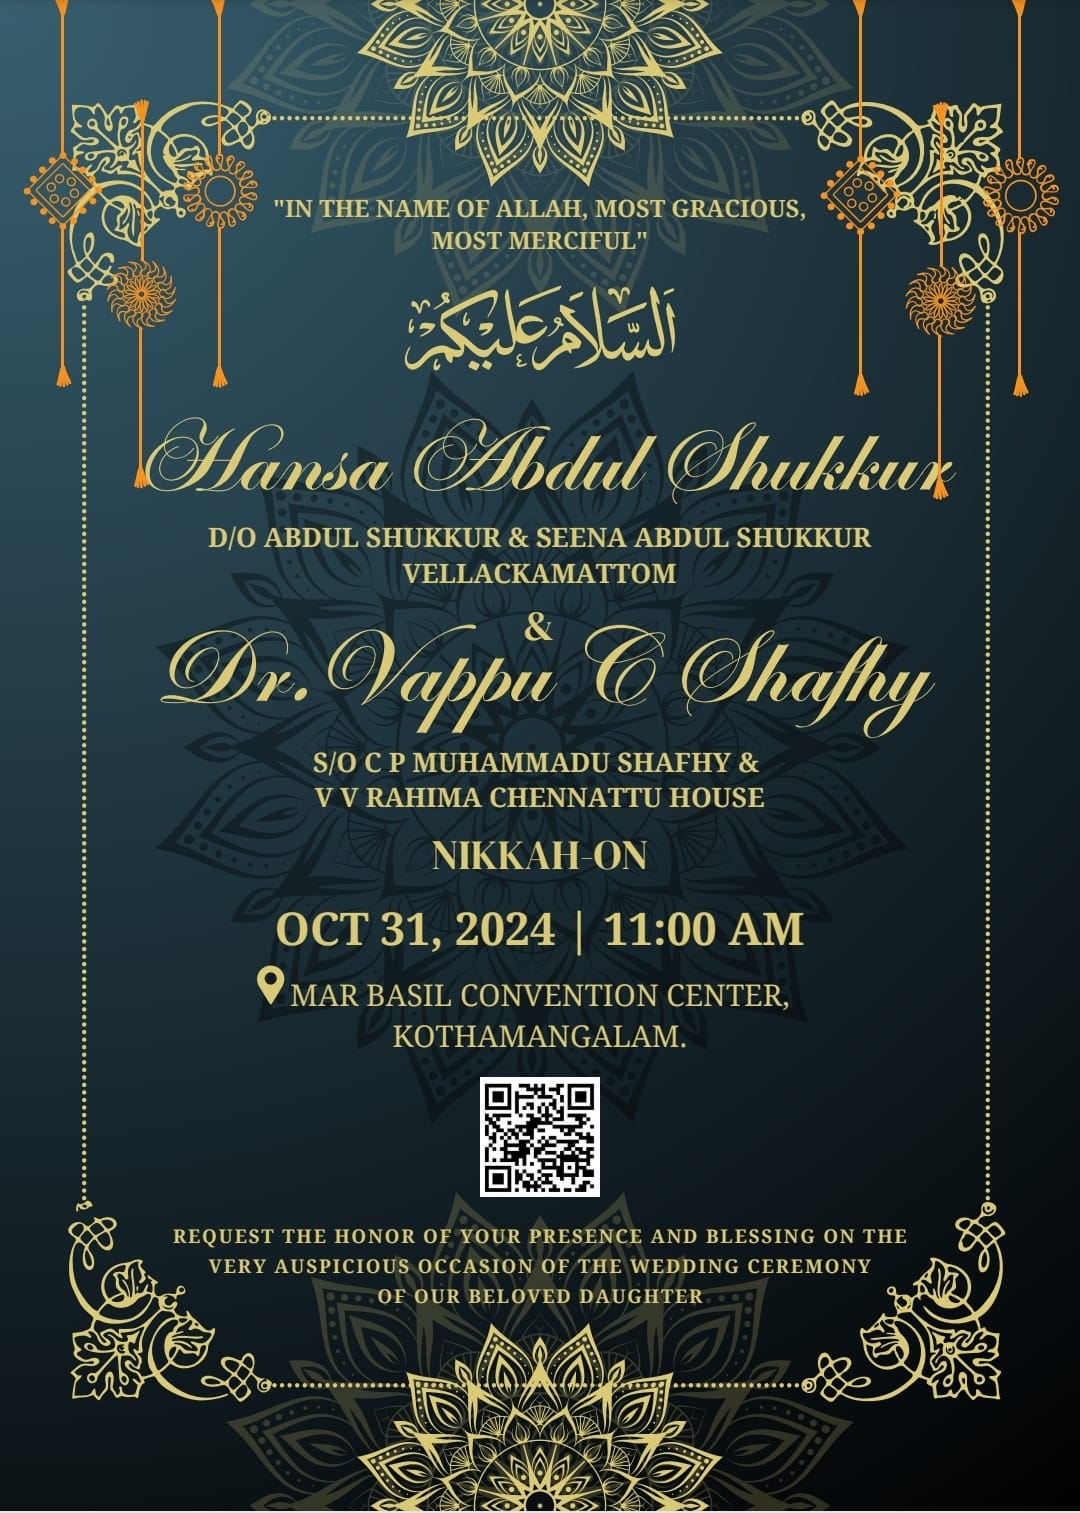 "IN THE NAME OF ALLAH, MOST GRACIOUS,
MOST MERCIFUL"
اَلسَّلَامُ عَلَيْكُمْ
Hansa Abdul Shukkur
D/O ABDUL SHUKKUR & SEENA ABDUL SHUKKUR
VELLACKAMATTOM
&
Dr. Vappu C Shafhy
S/O C P MUHAMMADU SHAFHY &
V V RAHIMA CHENNATTU HOUSE
NIKKAH-ON
OCT 31, 2024 | 11:00 AM
MAR BASIL CONVENTION CENTER,
KOTHAMANGALAM.
REQUEST THE HONOR OF YOUR PRESENCE AND BLESSING ON THE
VERY AUSPICIOUS OCCASION OF THE WEDDING CEREMONY
OF OUR BELOVED DAUGHTER